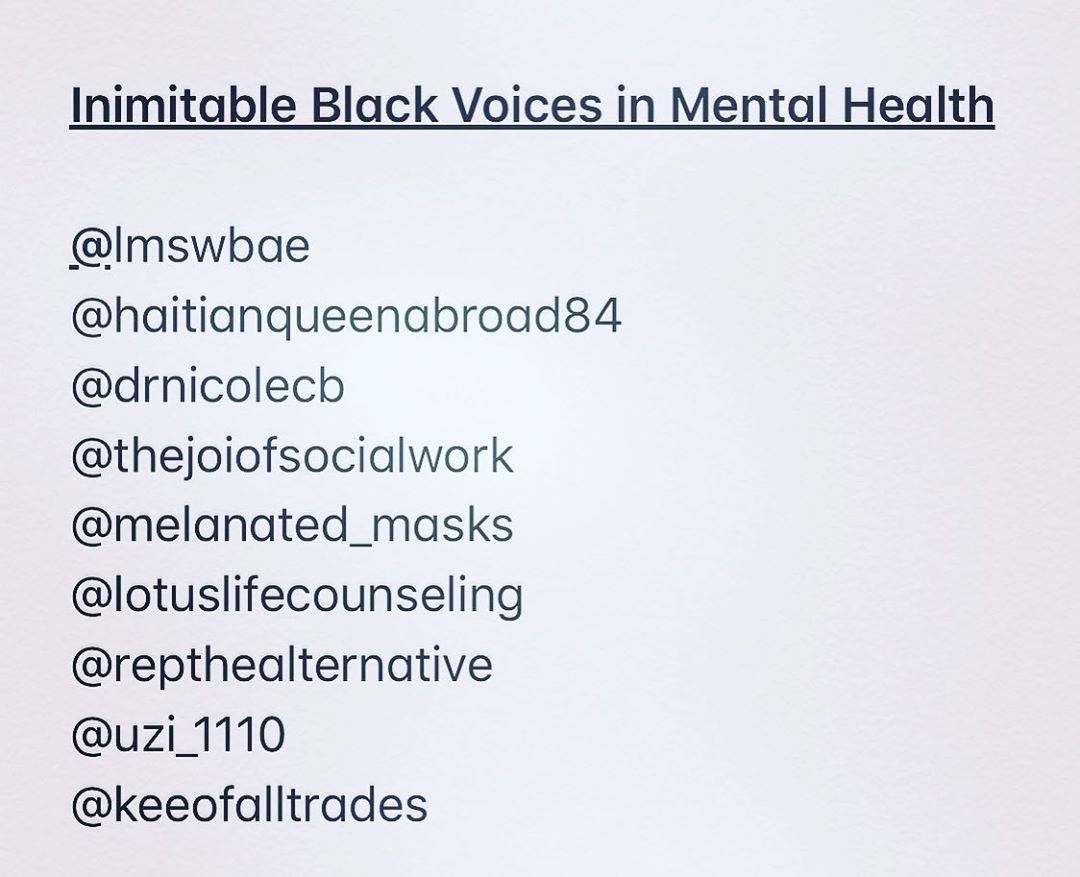 Inimitable Black Voices in Mental Health
@lmswbae
@haitianqueenabroad84
@drnicolecb
@thejoiofsocialwork
@melanated_masks
@lotuslifecounseling
@repthealternative
@uzi_1110
@keeofalltrades